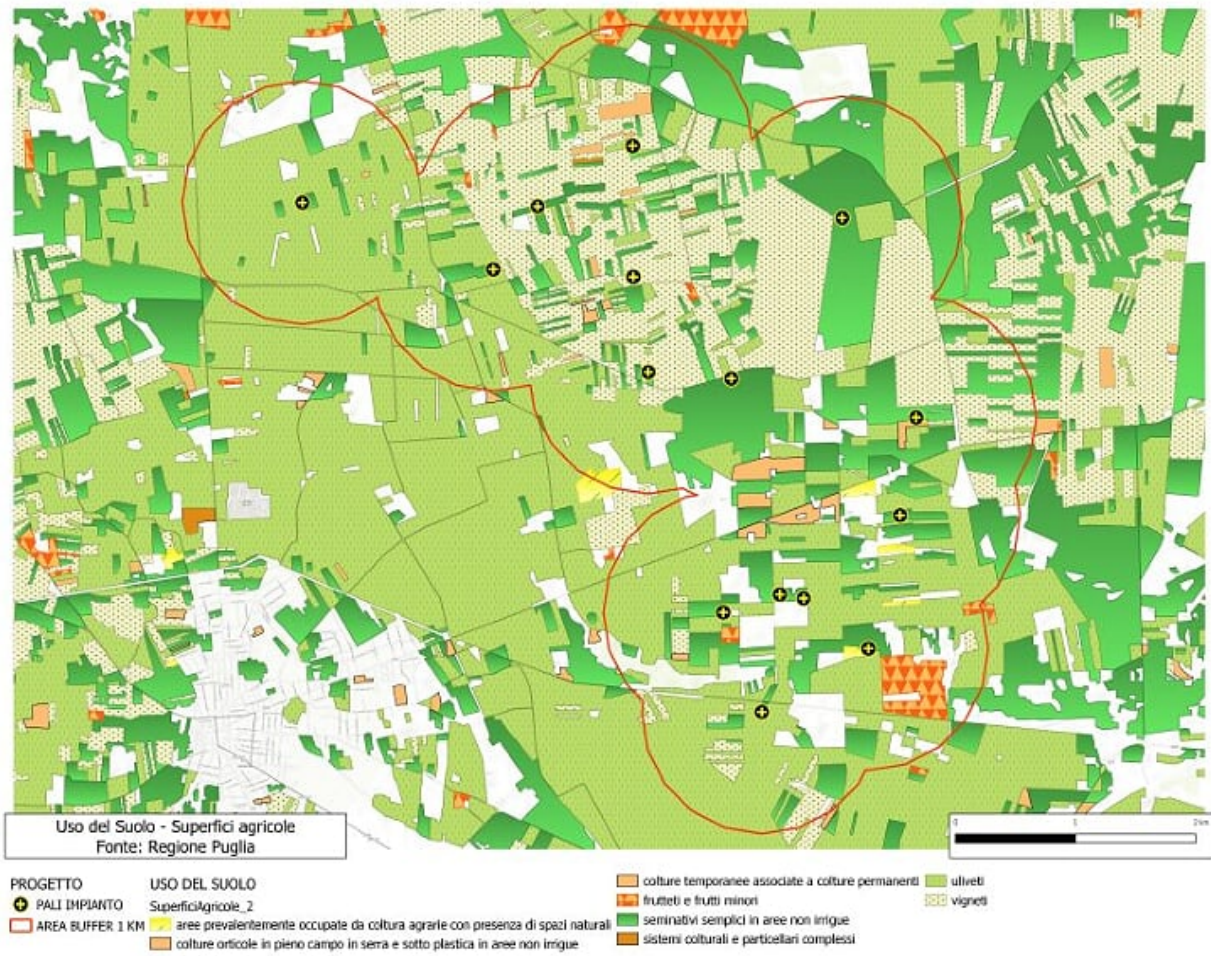 Uso del Suolo - Superfici agricole
Fonte: Regione Puglia
0 1 2 km
PROGETTO
PALI IMPIANTO
AREA BUFFER 1 KM
USO DEL SUOLO
SuperficiAgricole_2
aree prevalentemente occupate da coltura agrarie con presenza di spazi naturali
colture orticole in pieno campo in serra e sotto plastica in aree non irrigue
colture temporanee associate a colture permanenti
frutteti e frutti minori
seminativi semplici in aree non irrigue
sistemi colturali e particellari complessi
uliveti
vigneti